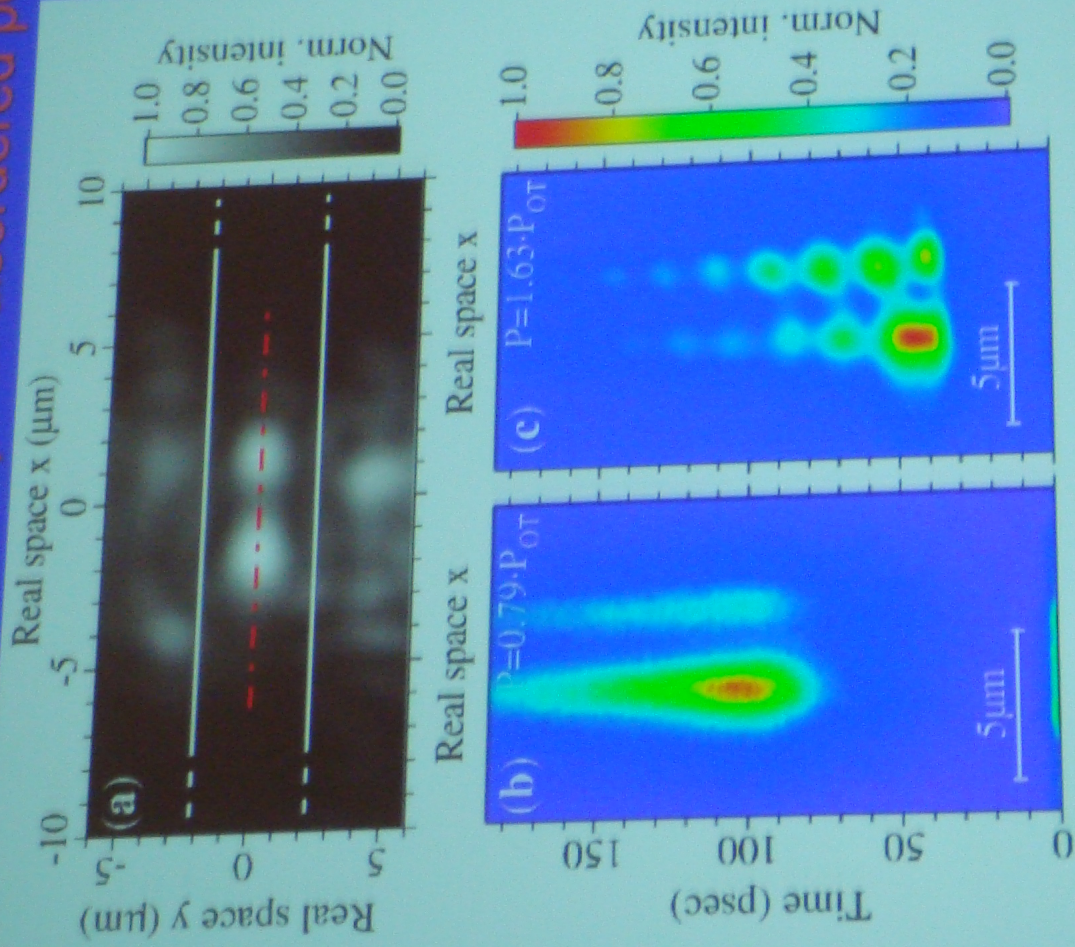 Real space x (μm)
-10
-5
0
5
10
(a)
Real space y (μm)
-5
0
5
1.0
0.8
0.6
0.4
0.2
0.0
Norm. intensity
Real space x
Real space x
(b)
P=0.79·P_OT
5μm
(c)
P=1.63·P_OT
5μm
Time (psec)
150
100
50
0
1.0
0.8
0.6
0.4
0.2
0.0
Norm. intensity